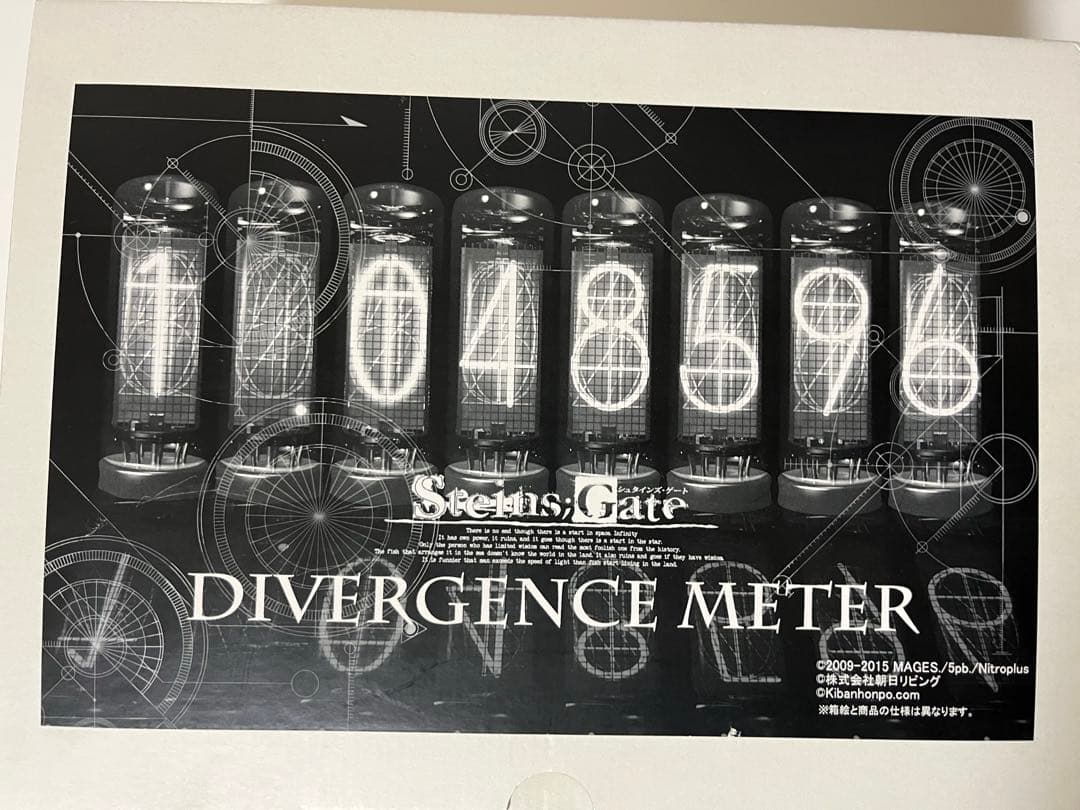 1 0485596
Steins;Gate
シュタインズ・ゲート
There is no end though there is a start in space. Infinity
It has own power, it ruins, and it goes though there is a start in the star.
Only the person who has limited wisdom can read the most foolish one from the history.
The fish that arranges it in the sea doesn't know the world in the land. It also ruins and goes if they have wisdom.
It is funnier that man exceeds the speed of light than fish start living in the land.
DIVERGENCE METER
©2009-2015 MAGES./5pb./Nitroplus
©株式会社朝日リビング
©Kibanhonpo.com
※箱絵と商品の仕様は異なります。